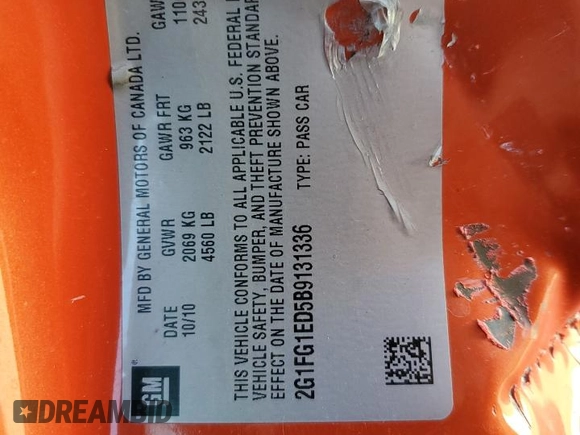 MFD BY GENERAL MOTORS OF CANADA LTD.
DATE GVWR GAWR FRT GAW
10/10 2069 KG 963 KG 110
4560 LB 2122 LB 243
THIS VEHICLE CONFORMS TO ALL APPLICABLE U.S. FEDERAL
VEHICLE SAFETY, BUMPER, AND THEFT PREVENTION STANDAR
EFFECT ON THE DATE OF MANUFACTURE SHOWN ABOVE.
2G1FG1ED5B9131336 TYPE: PASS CAR
GM
DREAMBID